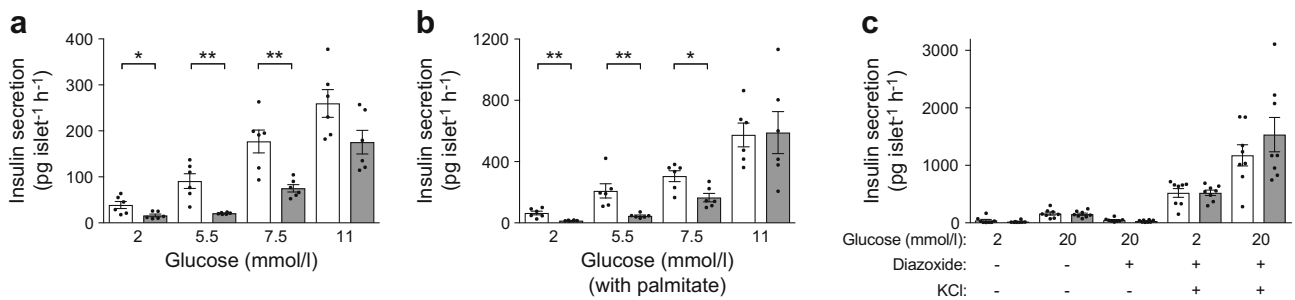 a
400
300
200
100
0
Insulin secretion
(pg islet⁻¹ h⁻¹)
*
**
**
2 5.5 7.5 11
Glucose (mmol/l)
b
1200
800
400
0
Insulin secretion
(pg islet⁻¹ h⁻¹)
**
**
*
2 5.5 7.5 11
Glucose (mmol/l)
(with palmitate)
c
3000
2000
1000
0
Insulin secretion
(pg islet⁻¹ h⁻¹)
Glucose (mmol/l): 2 20 20 2 20
Diazoxide: - - + + +
KCl: - - - + +